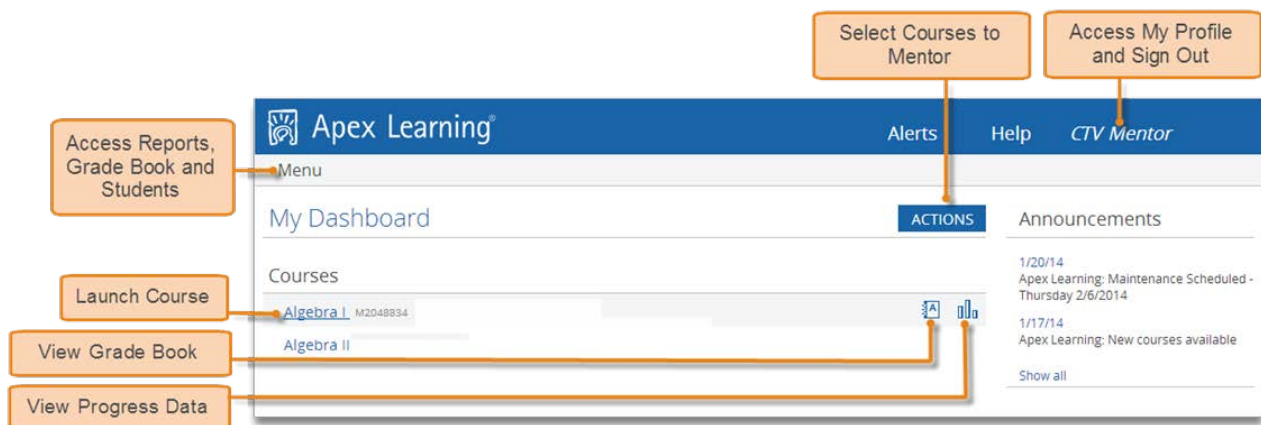 Select Courses to
Mentor
Access My Profile
and Sign Out
Access Reports,
Grade Book and
Students
Apex Learning®
Alerts
Help
CTV Mentor
Menu
My Dashboard
ACTIONS
Announcements
Courses
1/20/14
Apex Learning: Maintenance Scheduled -
Thursday 2/6/2014
Launch Course
Algebra I M2048834
A
1/17/14
Apex Learning: New courses available
View Grade Book
Algebra II
Show all
View Progress Data